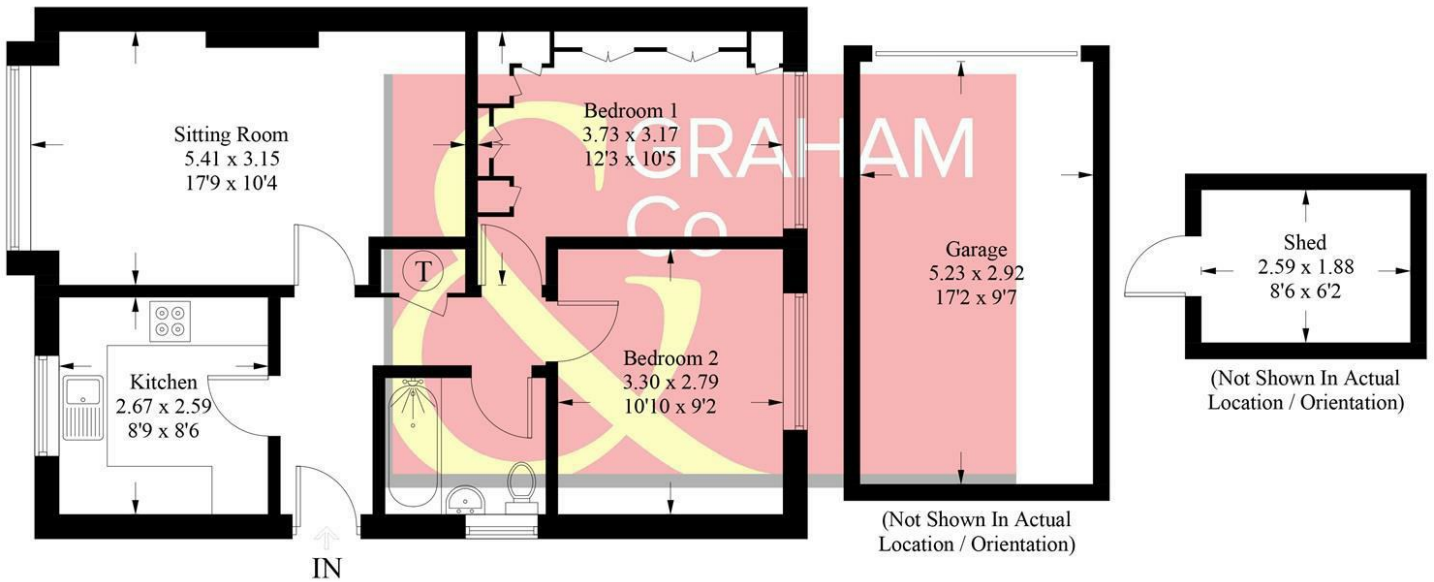 Sitting Room
5.41 x 3.15
17'9 x 10'4
Bedroom 1
3.73 x 3.17
12'3 x 10'5
& GRAHAM
Co
Garage
5.23 x 2.92
17'2 x 9'7
Shed
2.59 x 1.88
8'6 x 6'2
(Not Shown In Actual
Location / Orientation)
T
Kitchen
2.67 x 2.59
8'9 x 8'6
Bedroom 2
3.30 x 2.79
10'10 x 9'2
(Not Shown In Actual
Location / Orientation)
IN